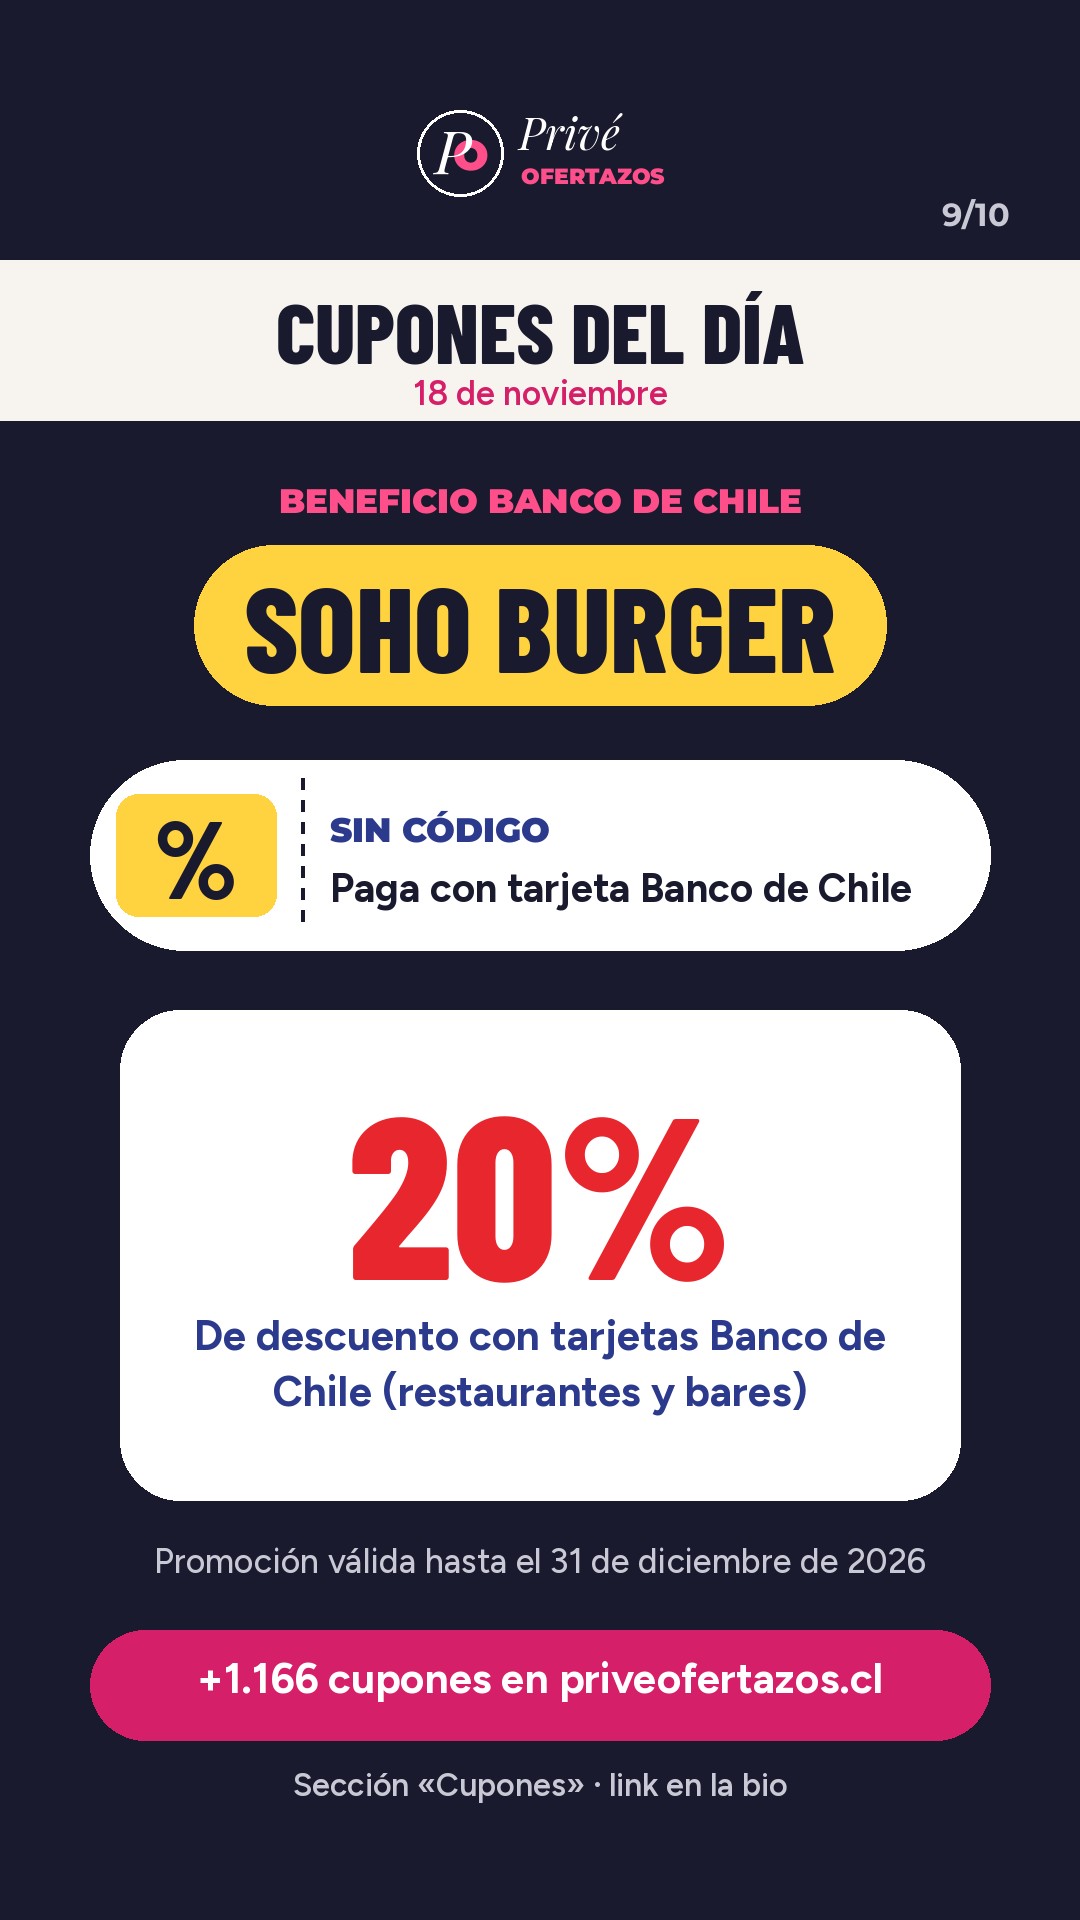 Po
Privé
OFERTAZOS
9/10
CUPONES DEL DÍA
18 de noviembre
BENEFICIO BANCO DE CHILE
SOHO BURGER
%
SIN CÓDIGO
Paga con tarjeta Banco de Chile
20%
De descuento con tarjetas Banco de
Chile (restaurantes y bares)
Promoción válida hasta el 31 de diciembre de 2026
+1.166 cupones en priveofertazos.cl
Sección «Cupones» · link en la bio